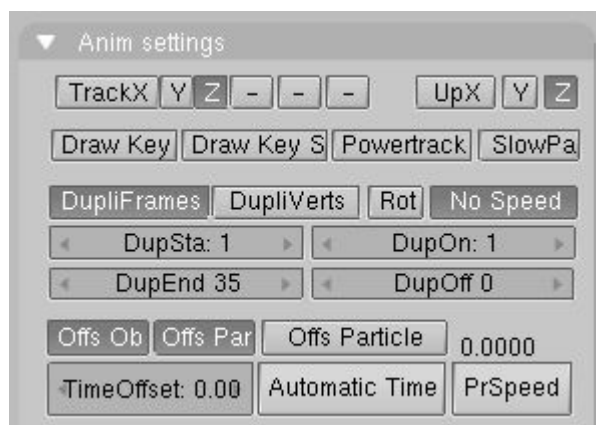 Anim settings
TrackX Y Z - - - UpX Y Z
Draw Key Draw Key S Powertrack SlowPa
DupliFrames DupliVerts Rot No Speed
DupSta: 1 DupOn: 1
DupEnd 35 DupOff 0
Offs Ob Offs Par Offs Particle 0.0000
TimeOffset: 0.00 Automatic Time PrSpeed